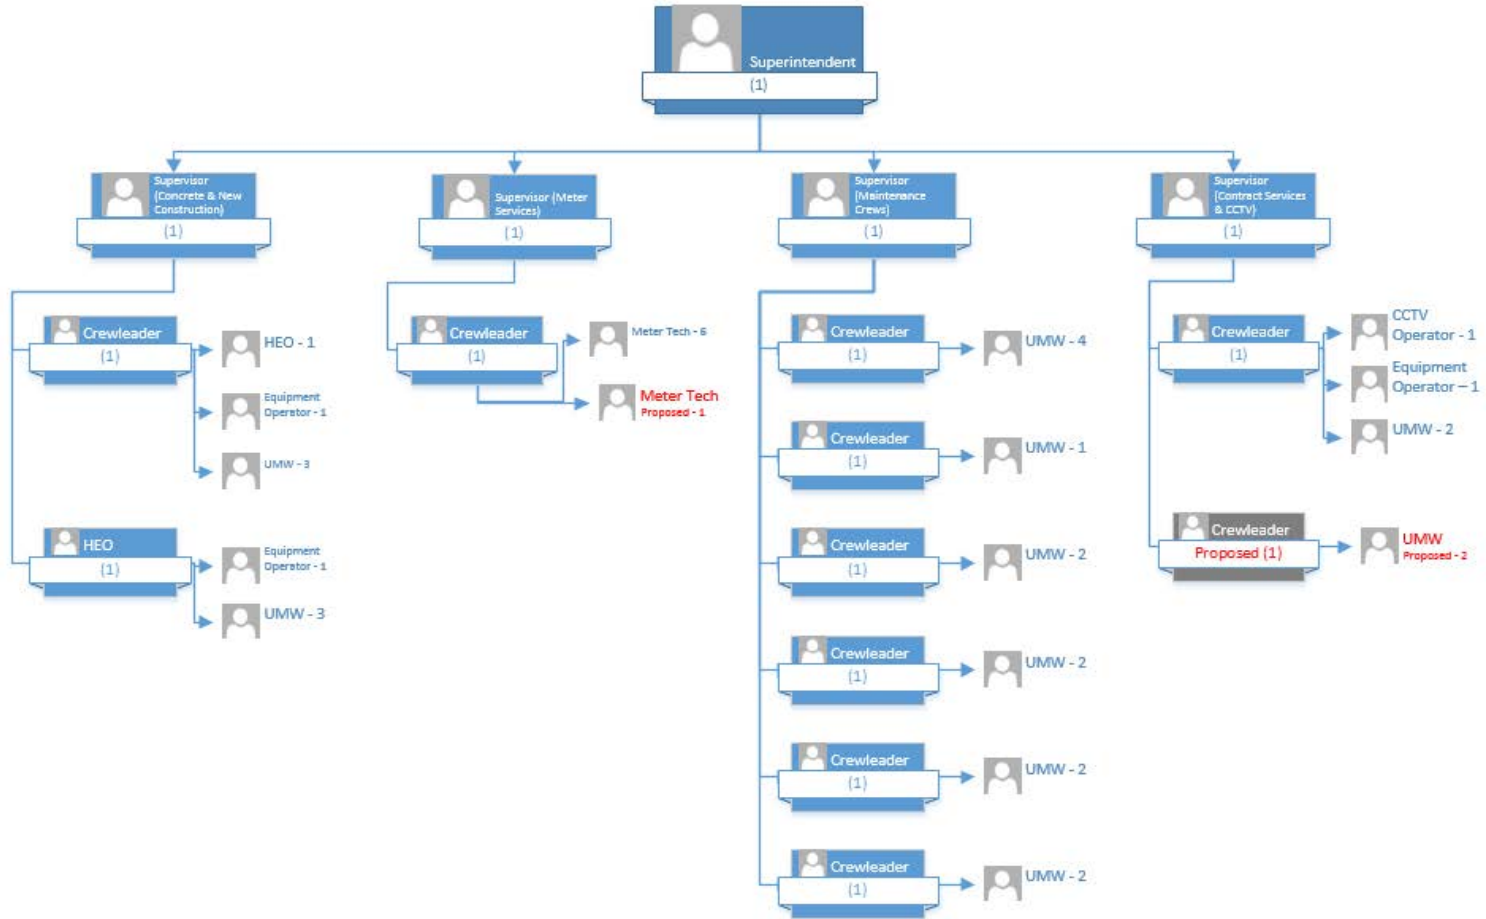 Superintendent
(1)
Supervisor
(Concrete & New
Construction)
(1)
Supervisor (Meter
Services)
(1)
Supervisor
(Maintenance
Crews)
(1)
Supervisor
(Contract Services
& CCTV)
(1)
Crewleader
(1)
HEO - 1
Equipment
Operator - 1
UMW - 3
HEO
(1)
Equipment
Operator - 1
UMW - 3
Crewleader
(1)
Meter Tech - 6
Meter Tech
Proposed - 1
Crewleader
(1)
UMW - 4
Crewleader
(1)
UMW - 1
Crewleader
(1)
UMW - 2
Crewleader
(1)
UMW - 2
Crewleader
(1)
UMW - 2
Crewleader
(1)
UMW - 2
Crewleader
(1)
CCTV
Operator - 1
Equipment
Operator – 1
UMW - 2
Crewleader
Proposed (1)
UMW
Proposed - 2